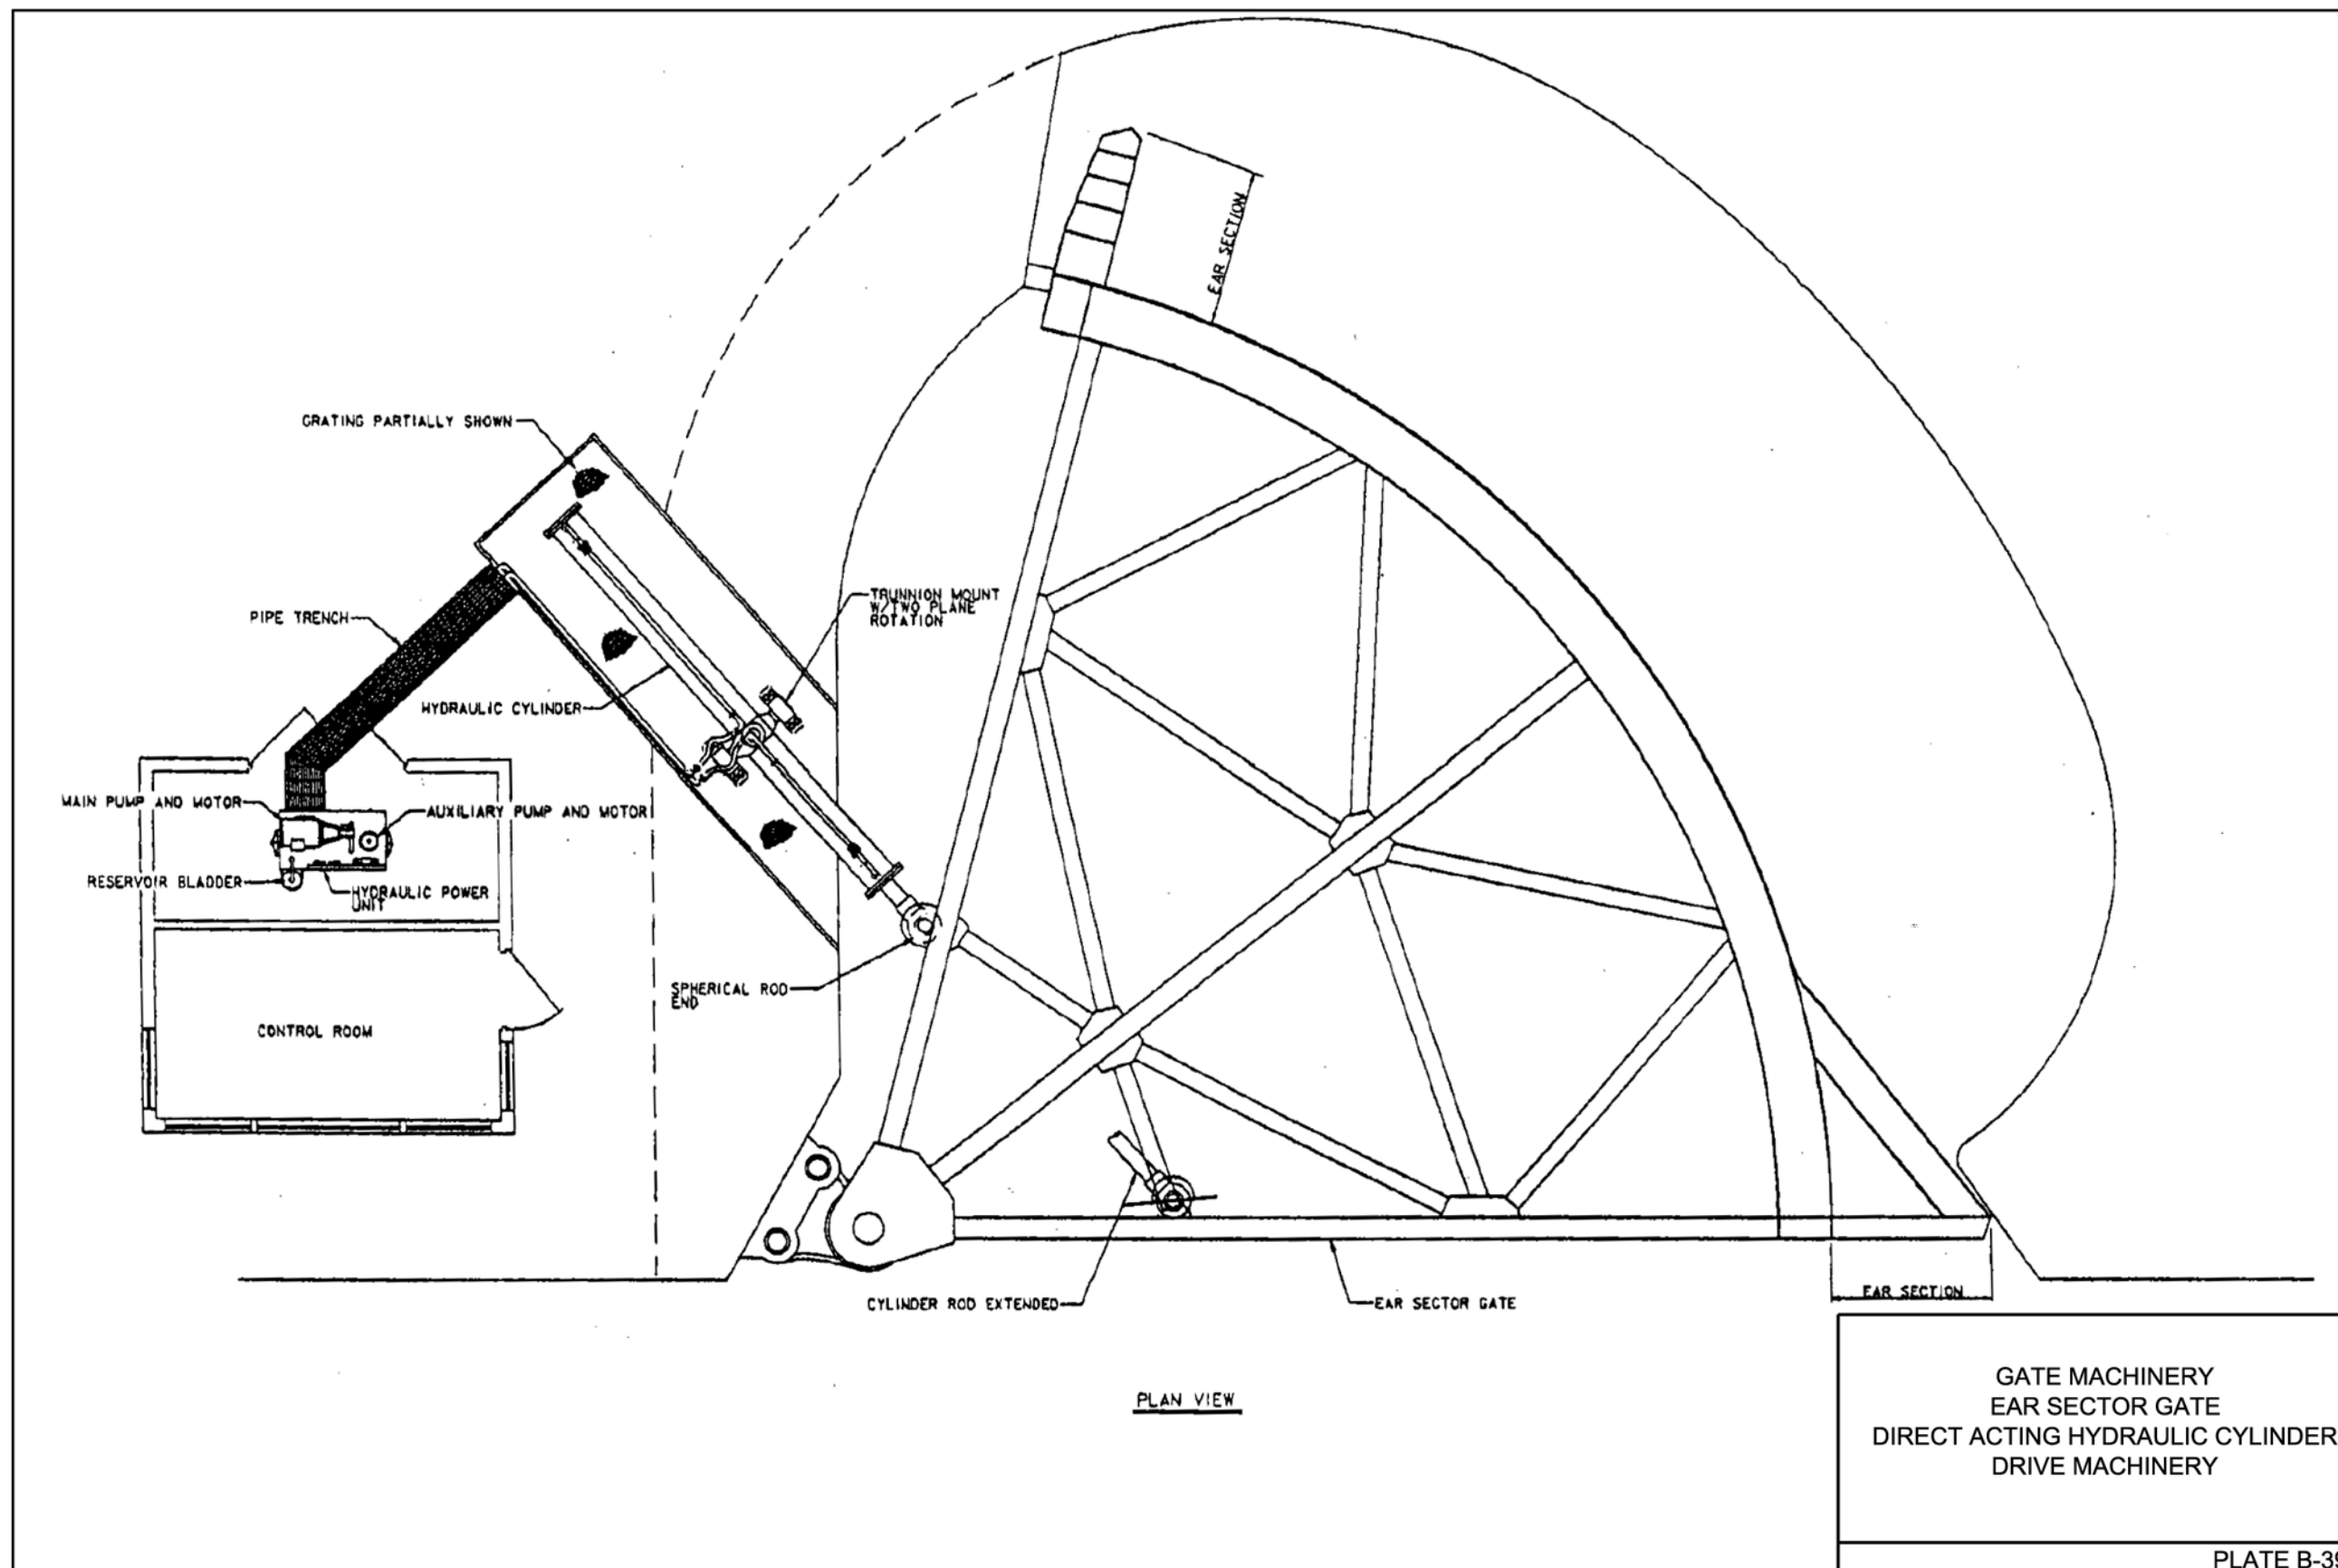 EAR SECTION
GRATING PARTIALLY SHOWN
TRUNNION MOUNT
W/TWO PLANE
ROTATION
PIPE TRENCH
HYDRAULIC CYLINDER
MAIN PUMP AND MOTOR
AUXILIARY PUMP AND MOTOR
RESERVOIR BLADDER
HYDRAULIC POWER
UNIT
SPHERICAL ROD
END
CONTROL ROOM
CYLINDER ROD EXTENDED
EAR SECTOR GATE
EAR SECTION
PLAN VIEW
GATE MACHINERY
EAR SECTOR GATE
DIRECT ACTING HYDRAULIC CYLINDER
DRIVE MACHINERY
PLATE B-39